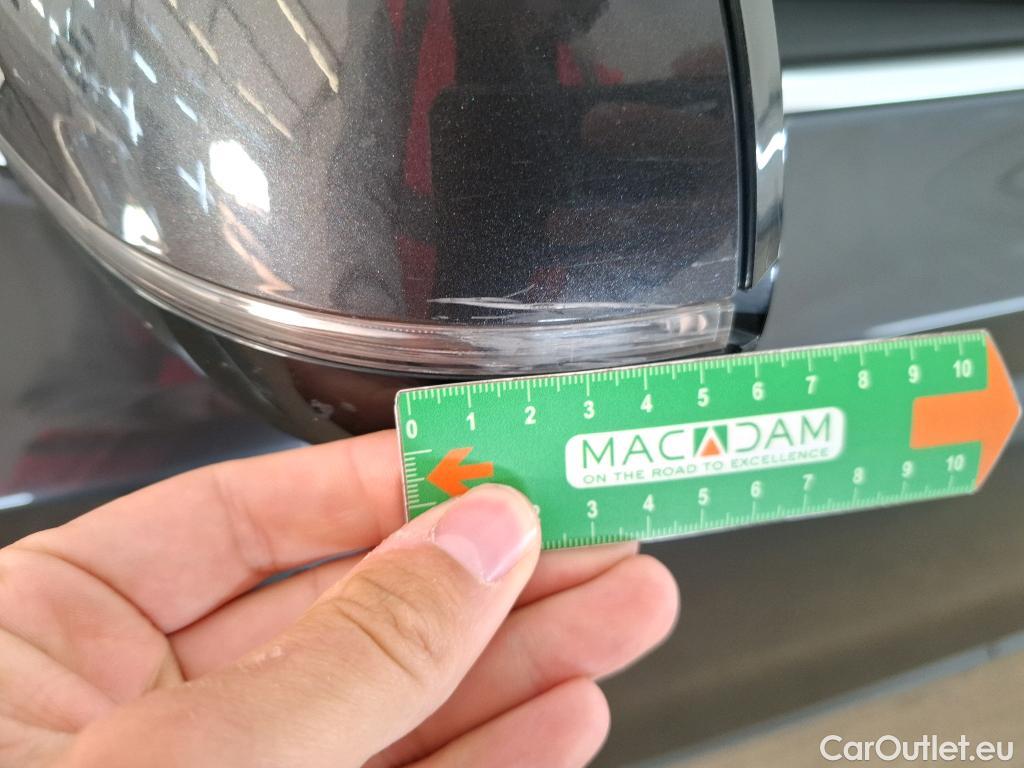 0 1 2 3 4 5 6 7 8 9 10
MACADAM
ON THE ROAD TO EXCELLENCE
3 4 5 6 7 8 9 10
CarOutlet.eu